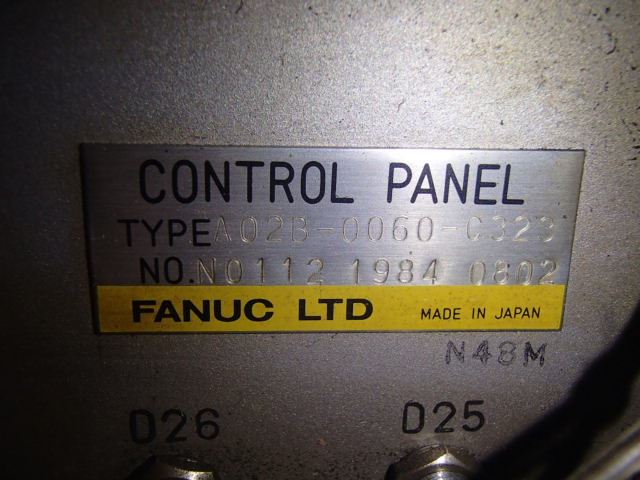 CONTROL PANEL
TYPE A02B-0060-C323
NO. N0112 1984 0802
FANUC LTD MADE IN JAPAN
N48M
D26 D25